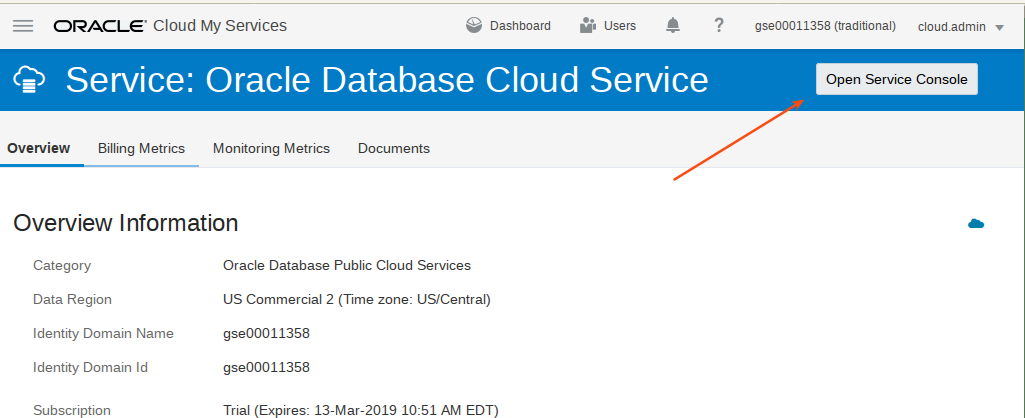 ORACLE Cloud My Services Dashboard Users ? gse00011358 (traditional) cloud.admin
Service: Oracle Database Cloud Service Open Service Console
Overview Billing Metrics Monitoring Metrics Documents
Overview Information
Category Oracle Database Public Cloud Services
Data Region US Commercial 2 (Time zone: US/Central)
Identity Domain Name gse00011358
Identity Domain Id gse00011358
Subscription Trial (Expires: 13-Mar-2019 10:51 AM EDT)